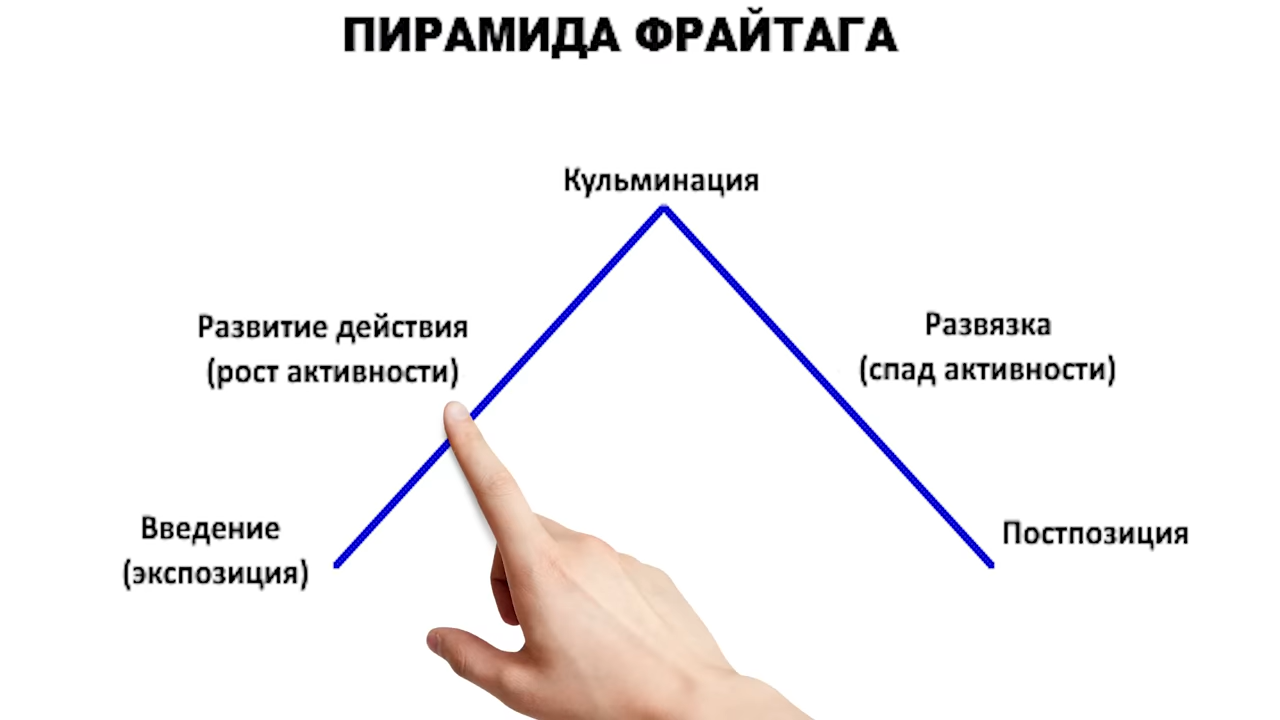 ПИРАМИДА ФРАЙТАГА
Кульминация
Развитие действия
(рост активности)
Развязка
(спад активности)
Введение
(экспозиция)
Постпозиция